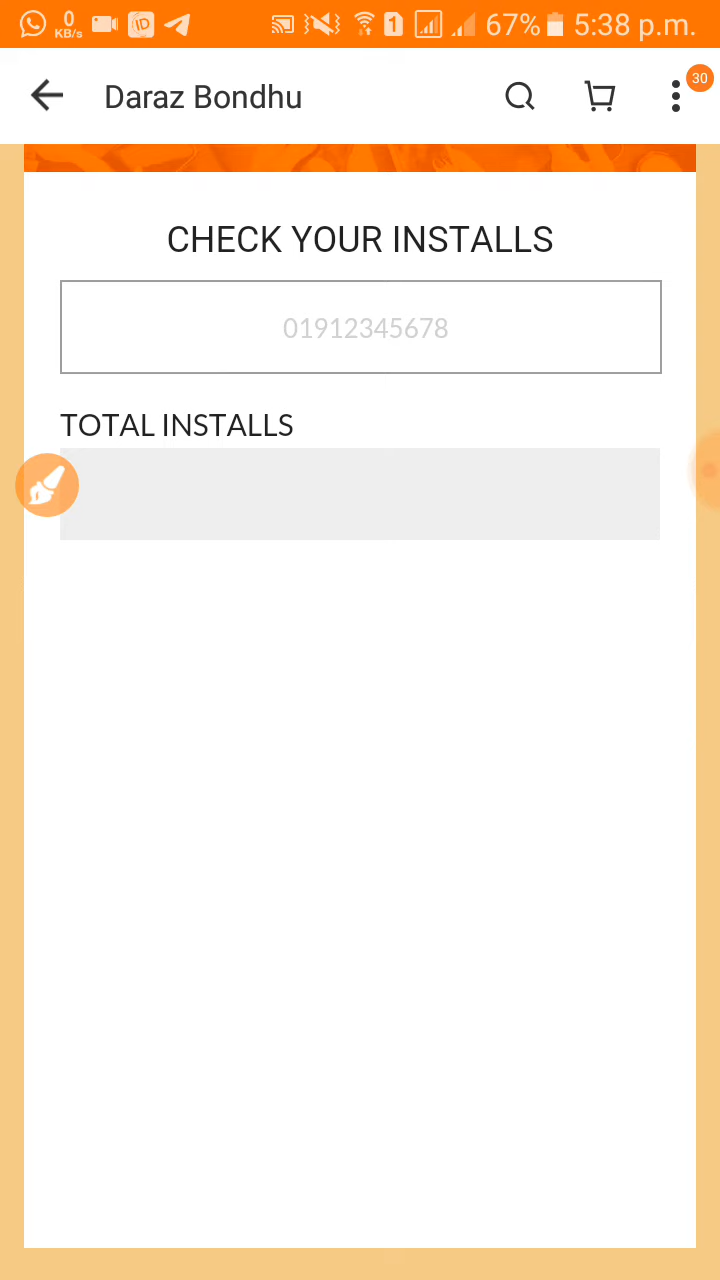 0 KB/s 1 67% 5:38 p.m.
Daraz Bondhu 30
CHECK YOUR INSTALLS
01912345678
TOTAL INSTALLS